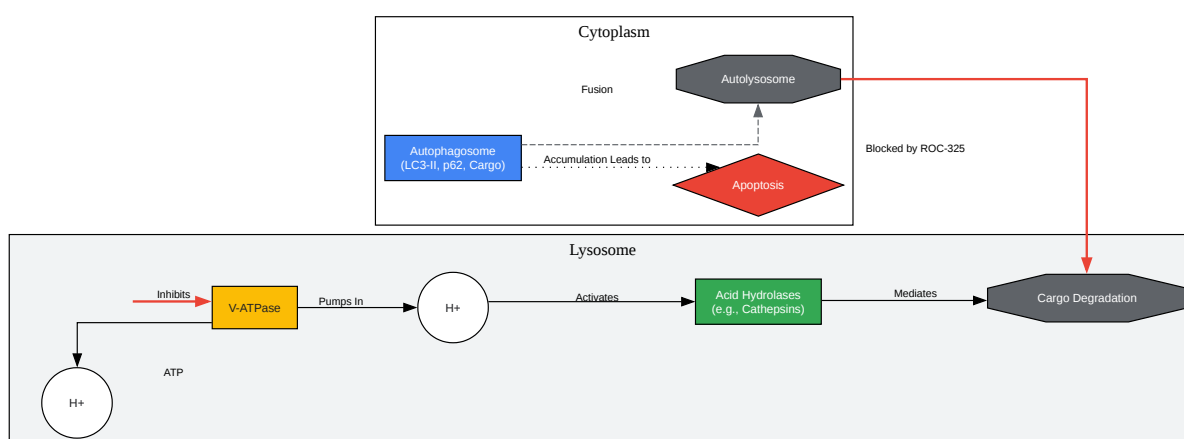 Cytoplasm
Autolysosome
Fusion
Autophagosome
(LC3-II, p62, Cargo)
Accumulation Leads to
Apoptosis
Blocked by ROC-325
Lysosome
Inhibits
V-ATPase
Pumps In
H+
Activates
Acid Hydrolases
(e.g., Cathepsins)
Mediates
Cargo Degradation
ATP
H+